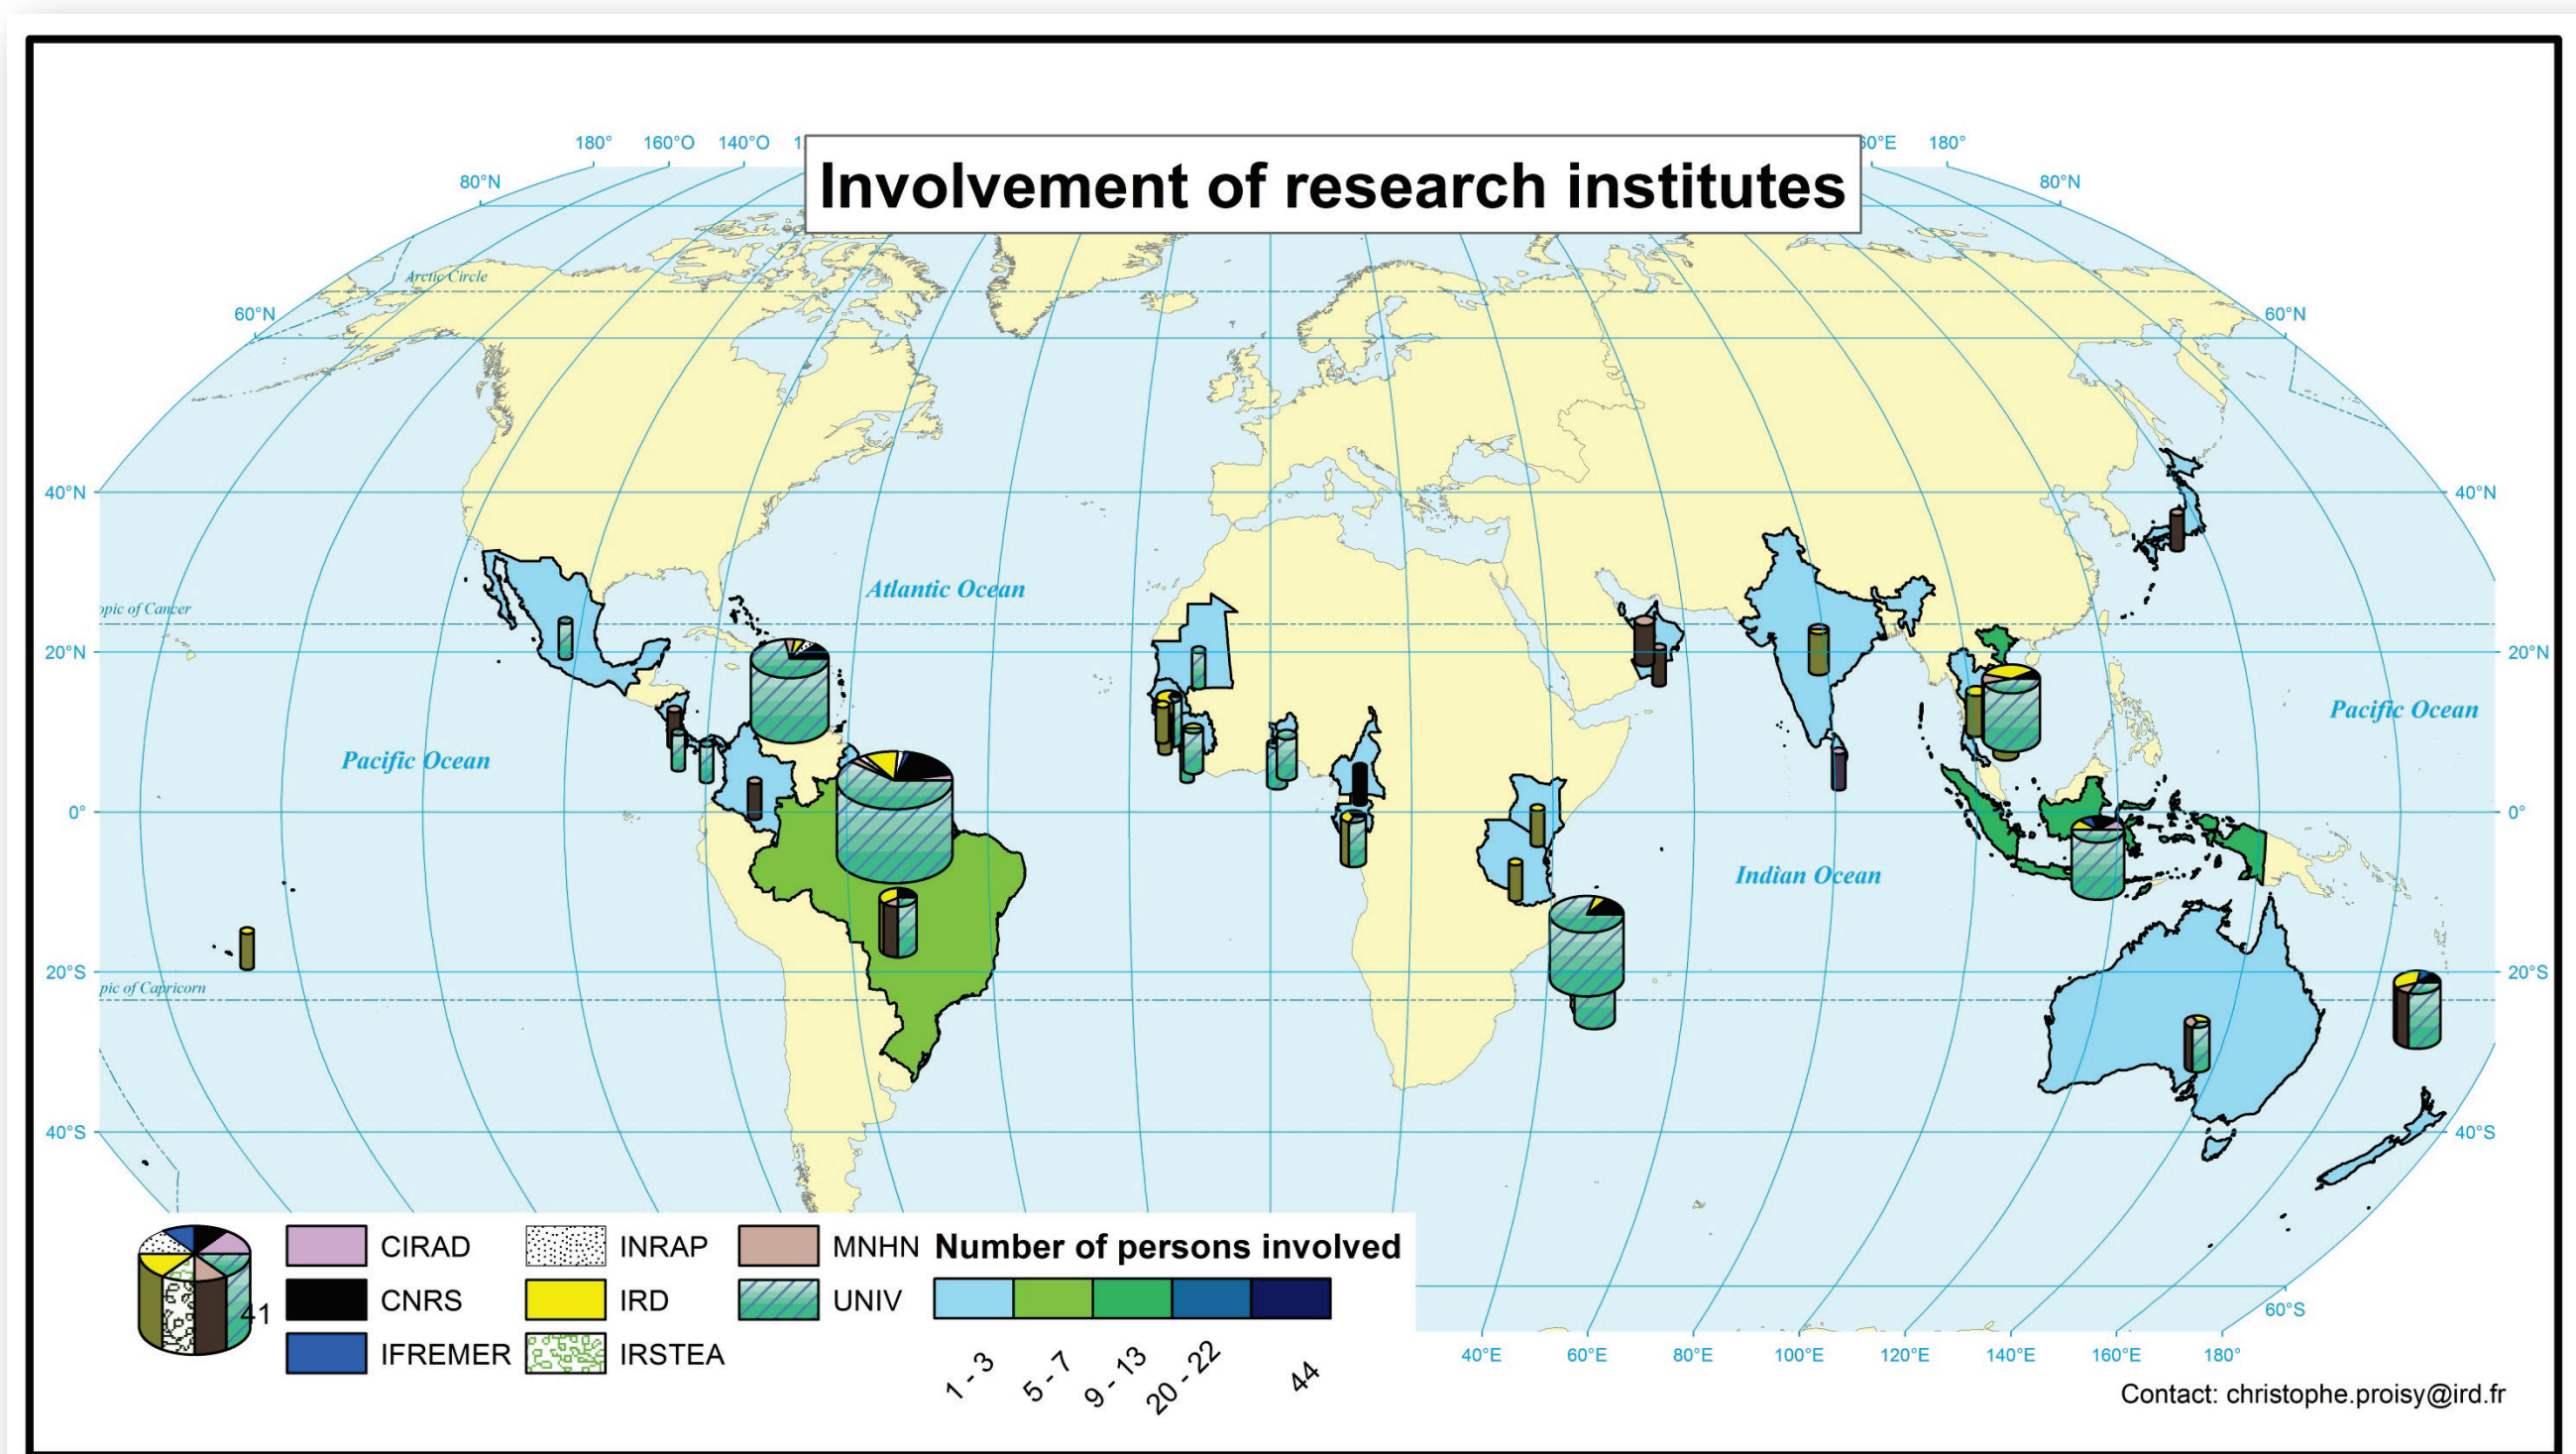 Involvement of research institutes
180° 160°O 140°O
60°E 180°
80°N 80°N
Arctic Circle
60°N 60°N
40°N 40°N
Atlantic Ocean
opic of Cancer
20°N 20°N
Pacific Ocean
Pacific Ocean
0° 0°
Indian Ocean
20°S 20°S
pic of Capricorn
40°S 40°S
60°S
40°E 60°E 80°E 100°E 120°E 140°E 160°E 180°
41
CIRAD INRAP MNHN
CNRS IRD UNIV
IFREMER IRSTEA
Number of persons involved
1 - 3 5 - 7 9 - 13 20 - 22 44
Contact: christophe.proisy@ird.fr